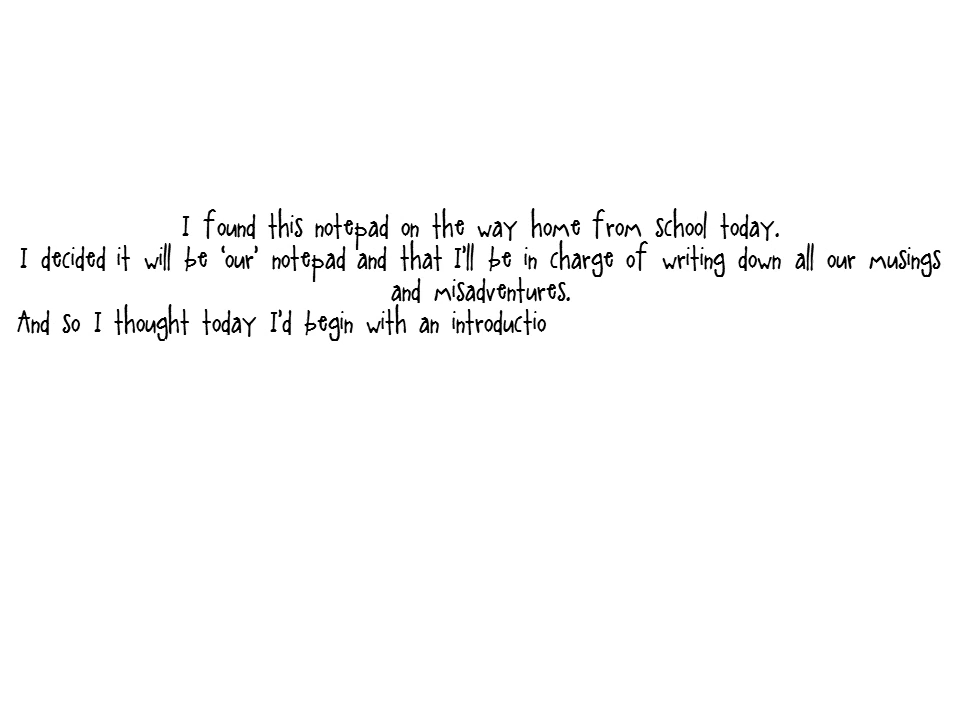 I found this notepad on the way home from school today.
I decided it will be ‘our’ notepad and that I'll be in charge of writing down all our musings
and misadventures.
And so I thought today I'd begin with an introductio